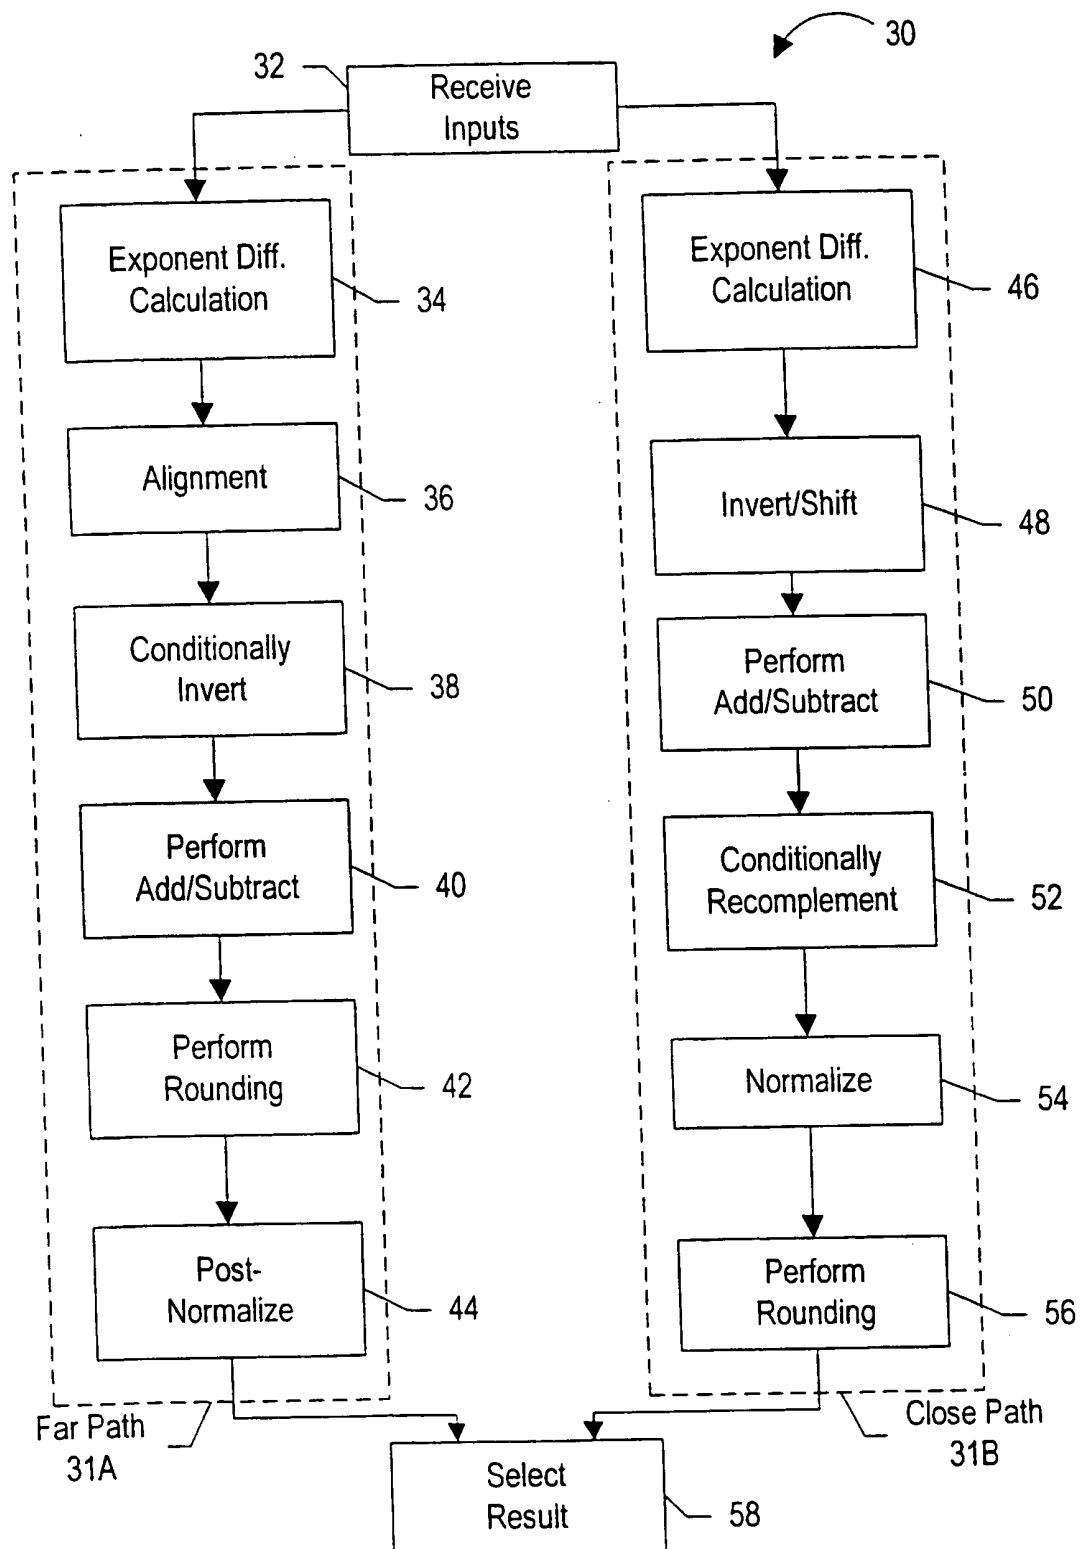 30
32
Receive
Inputs
Exponent Diff.
Calculation
34
Alignment
36
Conditionally
Invert
38
Perform
Add/Subtract
40
Perform
Rounding
42
Post-
Normalize
44
Far Path
31A
Exponent Diff.
Calculation
46
Invert/Shift
48
Perform
Add/Subtract
50
Conditionally
Recomplement
52
Normalize
54
Perform
Rounding
56
Close Path
31B
Select
Result
58